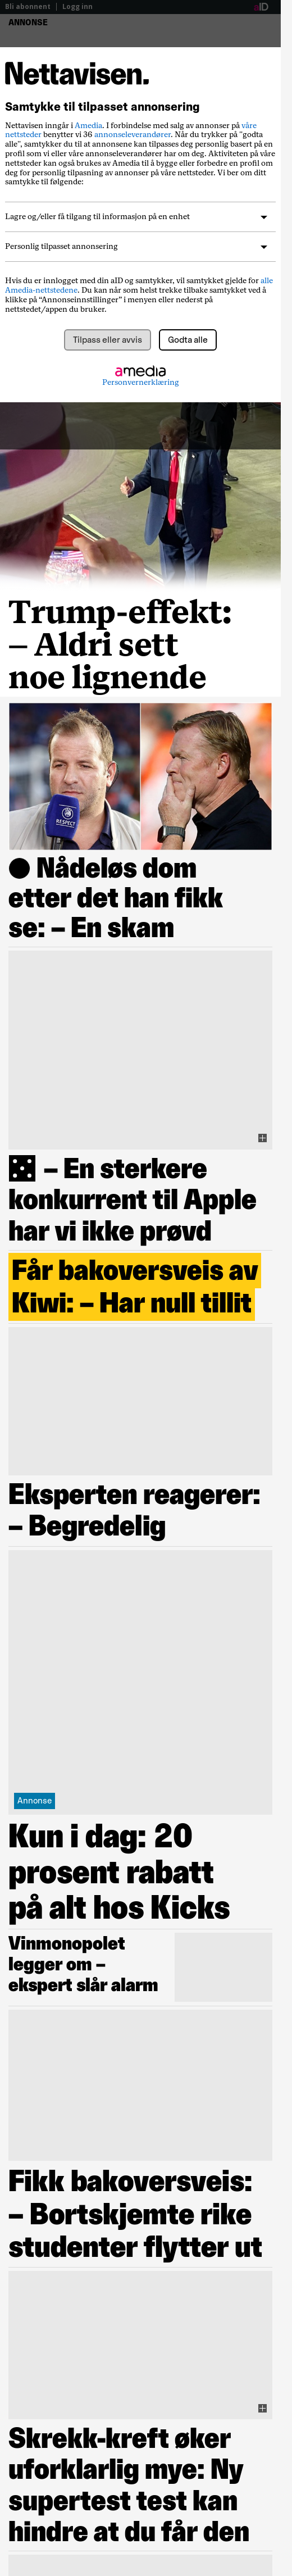 Bli abonnent | Logg inn
aID
ANNONSE
Nettavisen.
Samtykke til tilpasset annonsering
Nettavisen inngår i Amedia. I forbindelse med salg av annonser på våre
nettsteder benytter vi 36 annonseleverandører. Når du trykker på "godta
alle", samtykker du til at annonsene kan tilpasses deg personlig basert på en
profil som vi eller våre annonseleverandører har om deg. Aktiviteten på våre
nettsteder kan også brukes av Amedia til å bygge eller forbedre en profil om
deg for personlig tilpasning av annonser på våre nettsteder. Vi ber om ditt
samtykke til følgende:
Lagre og/eller få tilgang til informasjon på en enhet
Personlig tilpasset annonsering
Hvis du er innlogget med din aID og samtykker, vil samtykket gjelde for alle
Amedia-nettstedene. Du kan når som helst trekke tilbake samtykket ved å
klikke på “Annonseinnstillinger” i menyen eller nederst på
nettstedet/appen du bruker.
Tilpass eller avvis
Godta alle
amedia
Personvernerklæring
Trump-effekt:
– Aldri sett
noe lignende
RESPECT
Nådeløs dom
etter det han fikk
se: – En skam
– En sterkere
konkurrent til Apple
har vi ikke prøvd
Får bakoversveis av
Kiwi: – Har null tillit
Eksperten reagerer:
– Begredelig
Annonse
Kun i dag: 20
prosent rabatt
på alt hos Kicks
Vinmonopolet
legger om –
ekspert slår alarm
Fikk bakoversveis:
– Bortskjemte rike
studenter flytter ut
Skrekk-kreft øker
uforklarlig mye: Ny
supertest test kan
hindre at du får den